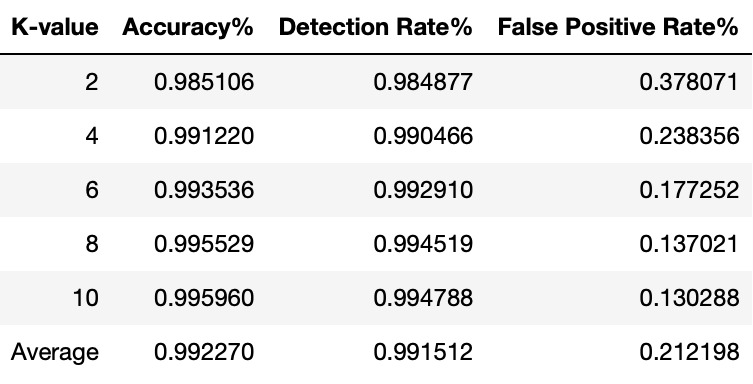 K-value Accuracy% Detection Rate% False Positive Rate%
2 0.985106 0.984877 0.378071
4 0.991220 0.990466 0.238356
6 0.993536 0.992910 0.177252
8 0.995529 0.994519 0.137021
10 0.995960 0.994788 0.130288
Average 0.992270 0.991512 0.212198